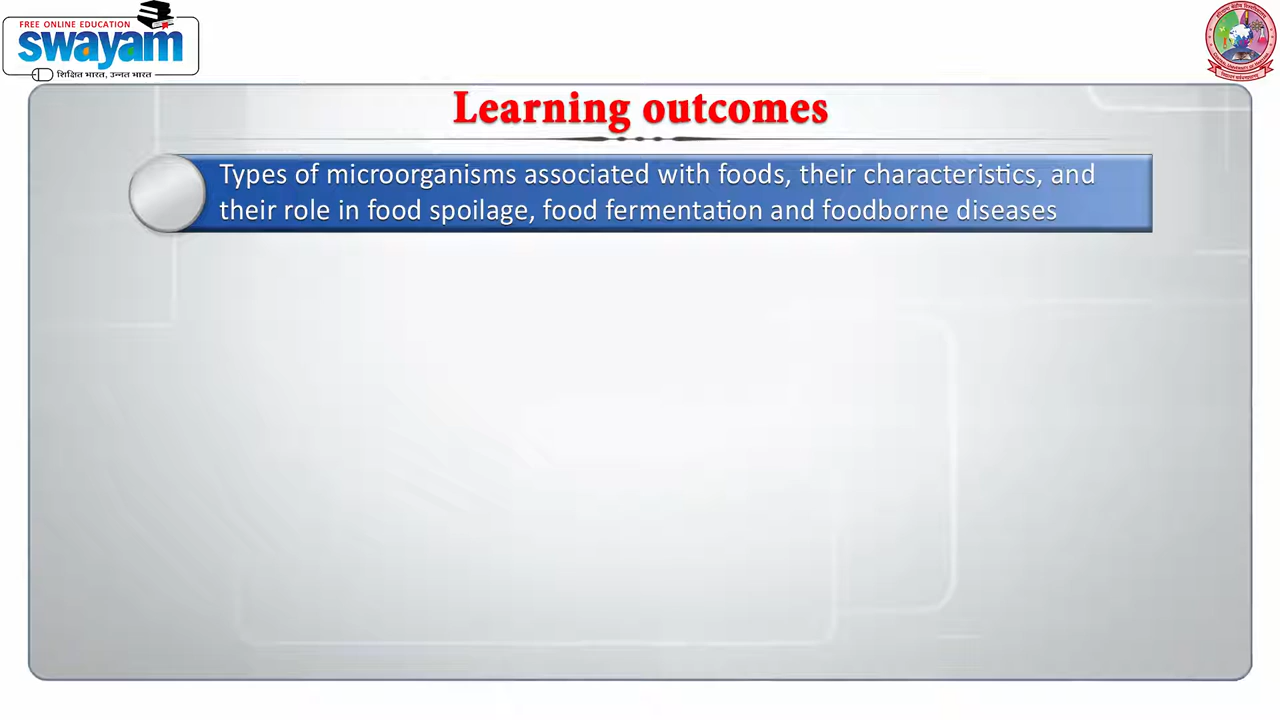 FREE ONLINE EDUCATION
swayam
शिक्षित भारत, उन्नत भारत
Learning outcomes
Types of microorganisms associated with foods, their characteristics, and
their role in food spoilage, food fermentation and foodborne diseases